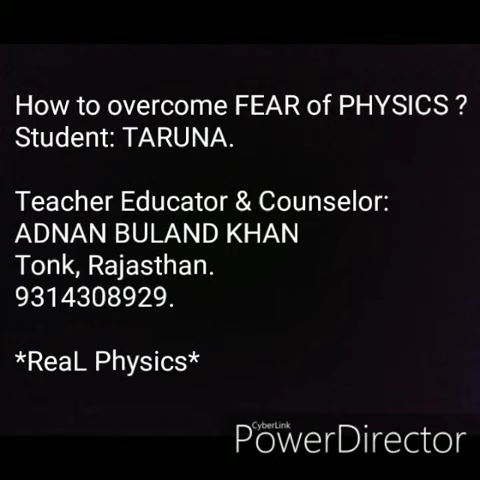 How to overcome FEAR of PHYSICS ?
Student: TARUNA.
Teacher Educator & Counselor:
ADNAN BULAND KHAN
Tonk, Rajasthan.
9314308929.
*ReaL Physics*
CyberLink
PowerDirector